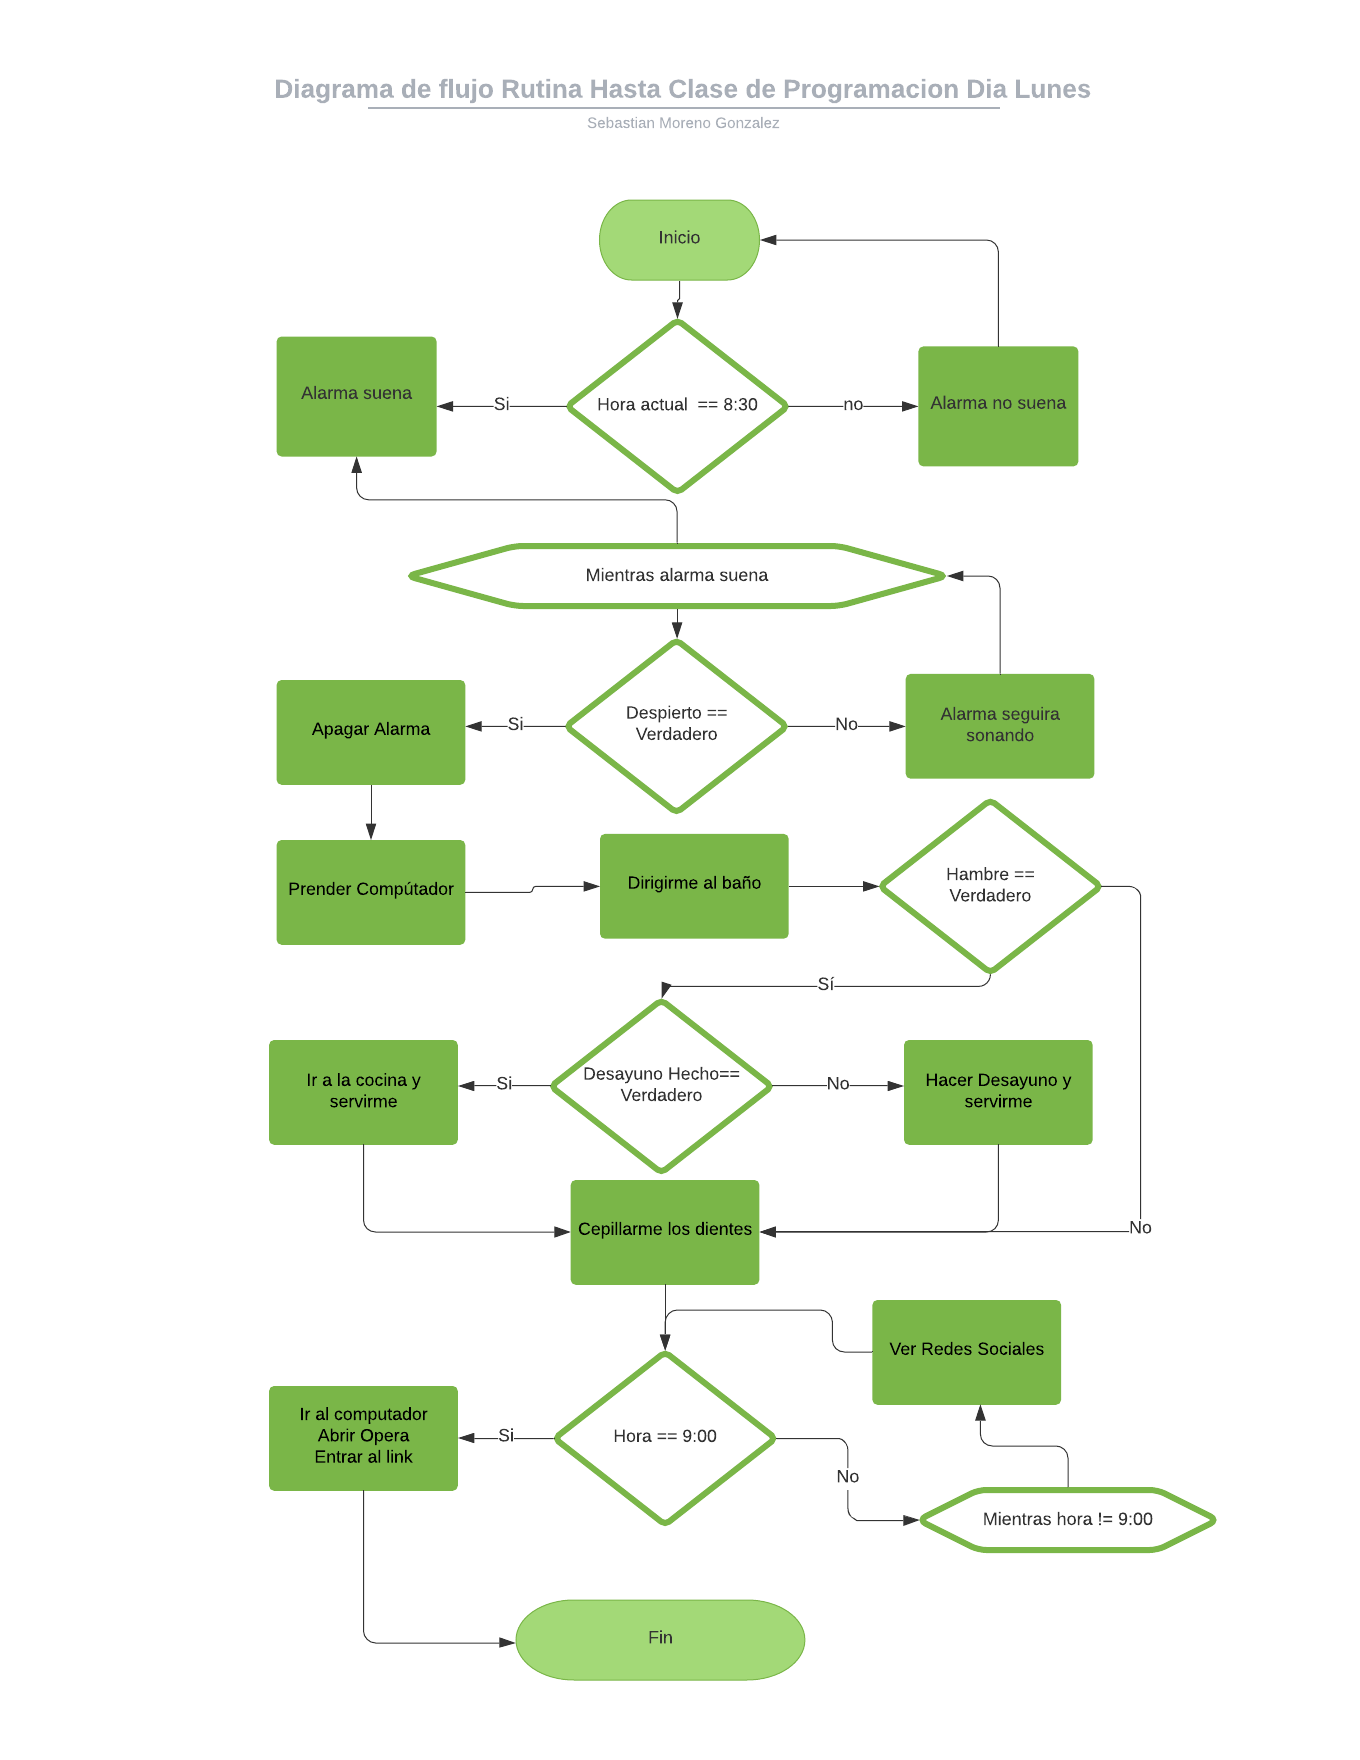 Diagrama de flujo Rutina Hasta Clase de Programacion Dia Lunes
Sebastian Moreno Gonzalez
Inicio
Alarma suena
Si
Hora actual == 8:30
no
Alarma no suena
Mientras alarma suena
Apagar Alarma
Si
Despierto ==
Verdadero
No
Alarma seguira
sonando
Prender Compútador
Dirigirme al baño
Hambre ==
Verdadero
Sí
Ir a la cocina y
servirme
Si
Desayuno Hecho==
Verdadero
No
Hacer Desayuno y
servirme
Cepillarme los dientes
No
Ver Redes Sociales
Ir al computador
Abrir Opera
Entrar al link
Si
Hora == 9:00
No
Mientras hora != 9:00
Fin